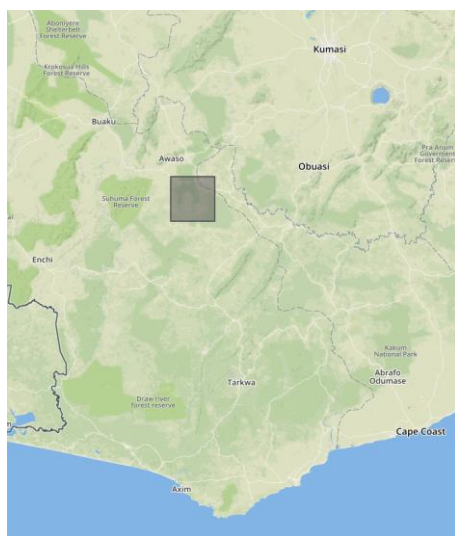 Aboniyere
Shelterbelt
Forest Reserve
Kumasi
Krokosua Hills
Forest Reserve
Buaku
Pra Anum
Government
Forest Reserve
Awaso
Obuasi
Suhuma Forest
Reserve
Enchi
Kakum
National Park
Abrafo
Odumase
Tarkwa
Draw river
forest reserve
Cape Coast
Axim